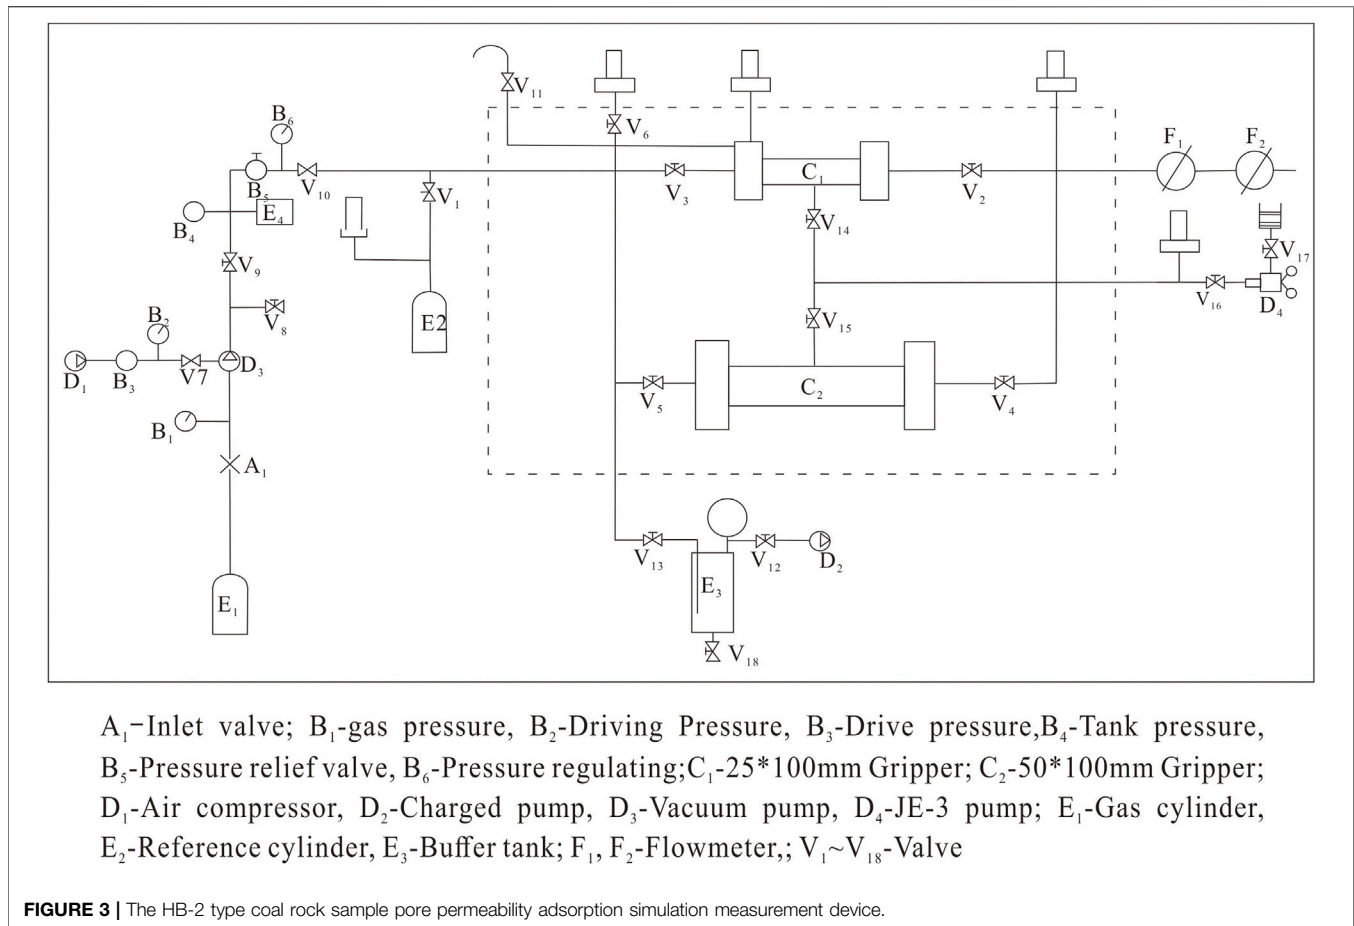 V₁₁
B₆
V₆
F₁
F₂
B₅
V₁₀
V₁
V₃
C₁
V₂
B₄
E₄
V₁₄
V₉
V₁₇
V₁₆
D₄
B₂
V₈
E2
V₁₅
D₁
B₃
V7
D₃
V₅
C₂
V₄
B₁
A₁
V₁₃
V₁₂
D₂
E₃
E₁
V₁₈
A₁-Inlet valve; B₁-gas pressure, B₂-Driving Pressure, B₃-Drive pressure,B₄-Tank pressure,
B₅-Pressure relief valve, B₆-Pressure regulating;C₁-25*100mm Gripper; C₂-50*100mm Gripper;
D₁-Air compressor, D₂-Charged pump, D₃-Vacuum pump, D₄-JE-3 pump; E₁-Gas cylinder,
E₂-Reference cylinder, E₃-Buffer tank; F₁, F₂-Flowmeter,; V₁~V₁₈-Valve
FIGURE 3 | The HB-2 type coal rock sample pore permeability adsorption simulation measurement device.